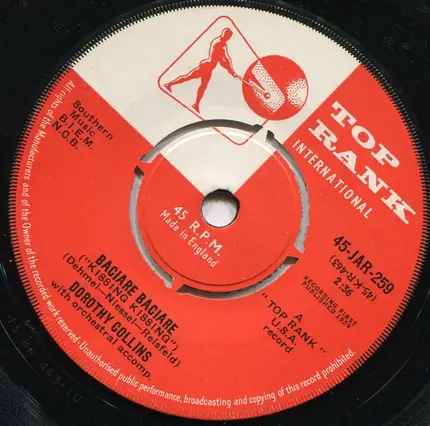 TOP
RANK
INTERNATIONAL
Southern
Music
B.I.E.M.
N.C.B.
45 R.P.M.
Made in England
45-JAR-259
(45-K-R-463)
2.36
RECORDING FIRST
PUBLISHED 1959
A
"TOP RANK"
U.S.A.
record
BACIARE BACIARE
("KISSING KISSING")
(Dehmel—Niessel—Reisfeld)
DOROTHY COLLINS
with orchestral accomp.
All rights of the Manufacturers and of the Owner of the recorded work reserved. Unauthorised public performance, broadcasting and copying of this record prohibited